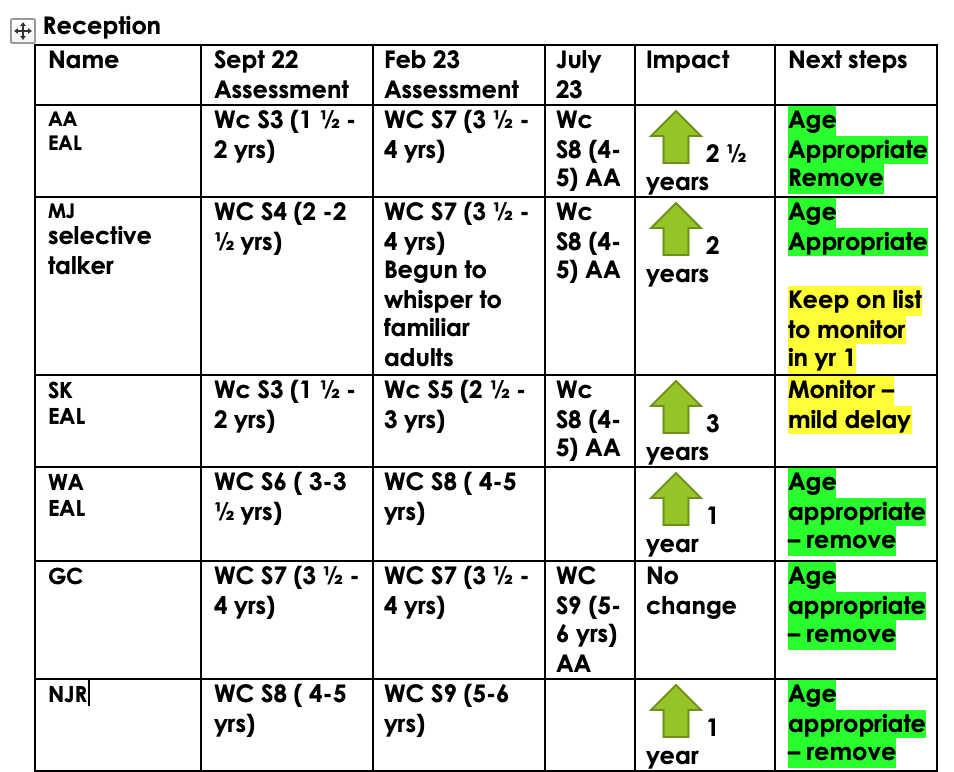 Reception
Name
Sept 22
Assessment
Feb 23
Assessment
July
23
Impact
Next steps
AA
EAL
Wc S3 (1 ½ -
2 yrs)
WC S7 (3 ½ -
4 yrs)
Wc
S8 (4-
5) AA
2 ½
years
Age
Appropriate
Remove
MJ
selective
talker
WC S4 (2 -2
½ yrs)
WC S7 (3 ½ -
4 yrs)
Begun to
whisper to
familiar
adults
Wc
S8 (4-
5) AA
2
years
Age
Appropriate
Keep on list
to monitor
in yr 1
SK
EAL
Wc S3 (1 ½ -
2 yrs)
Wc S5 (2 ½ -
3 yrs)
Wc
S8 (4-
5) AA
3
years
Monitor –
mild delay
WA
EAL
WC S6 ( 3-3
½ yrs)
WC S8 ( 4-5
yrs)
1
year
Age
appropriate
– remove
GC
WC S7 (3 ½ -
4 yrs)
WC S7 (3 ½ -
4 yrs)
WC
S9 (5-
6 yrs)
AA
No
change
Age
appropriate
– remove
NJR
WC S8 ( 4-5
yrs)
WC S9 (5-6
yrs)
1
year
Age
appropriate
– remove